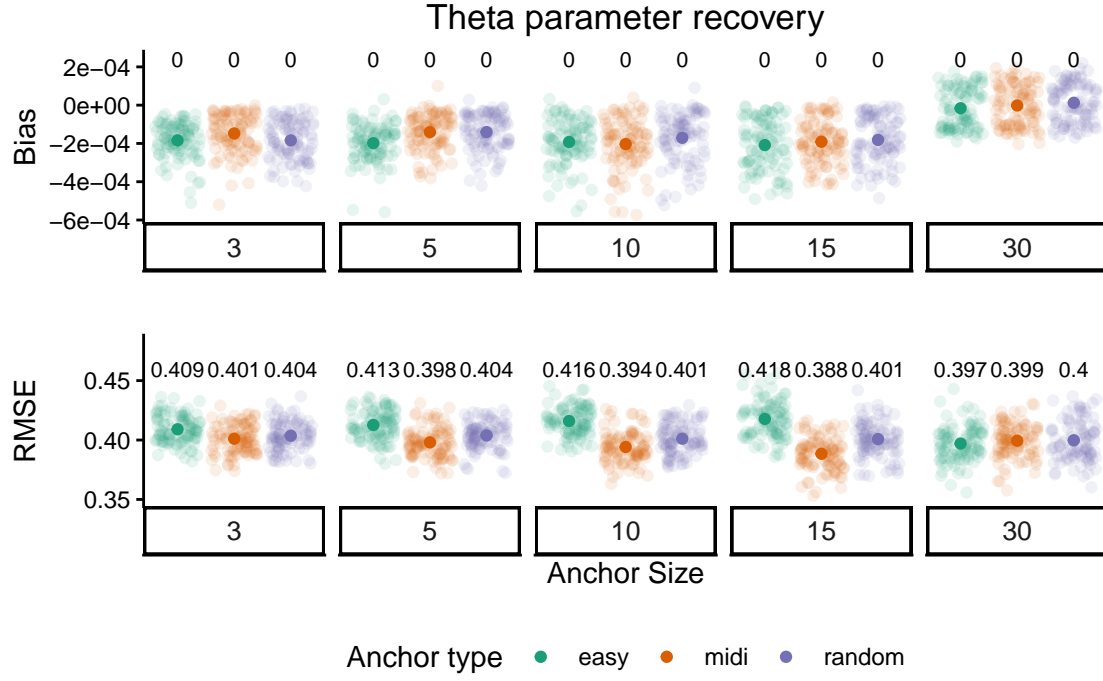 Theta parameter recovery
Bias
2e−04
0e+00
−2e−04
−4e−04
−6e−04
0 0 0 0 0 0 0 0 0 0 0 0 0 0 0
3 5 10 15 30
RMSE
0.45
0.40
0.35
0.409 0.401 0.404 0.413 0.398 0.404 0.416 0.394 0.401 0.418 0.388 0.401 0.397 0.399 0.4
3 5 10 15 30
Anchor Size
Anchor type easy midi random